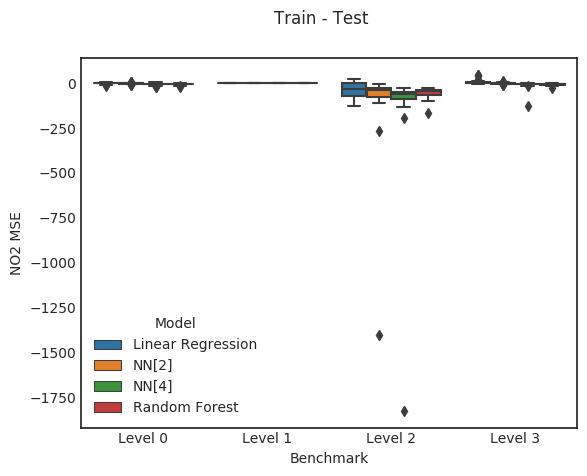 Train - Test
0
−250
−500
−750
−1000
−1250
−1500
−1750
NO2 MSE
Model
Linear Regression
NN[2]
NN[4]
Random Forest
Level 0
Level 1
Level 2
Level 3
Benchmark